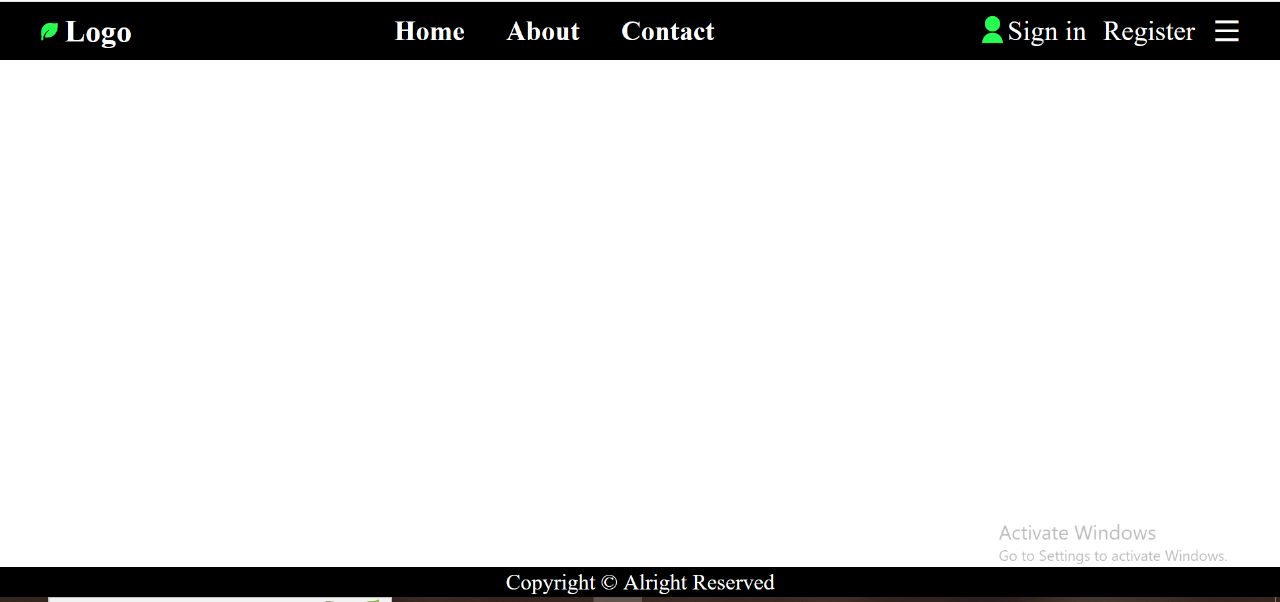 Logo Home About Contact Sign in Register
Activate Windows
Go to Settings to activate Windows.
Copyright © Alright Reserved